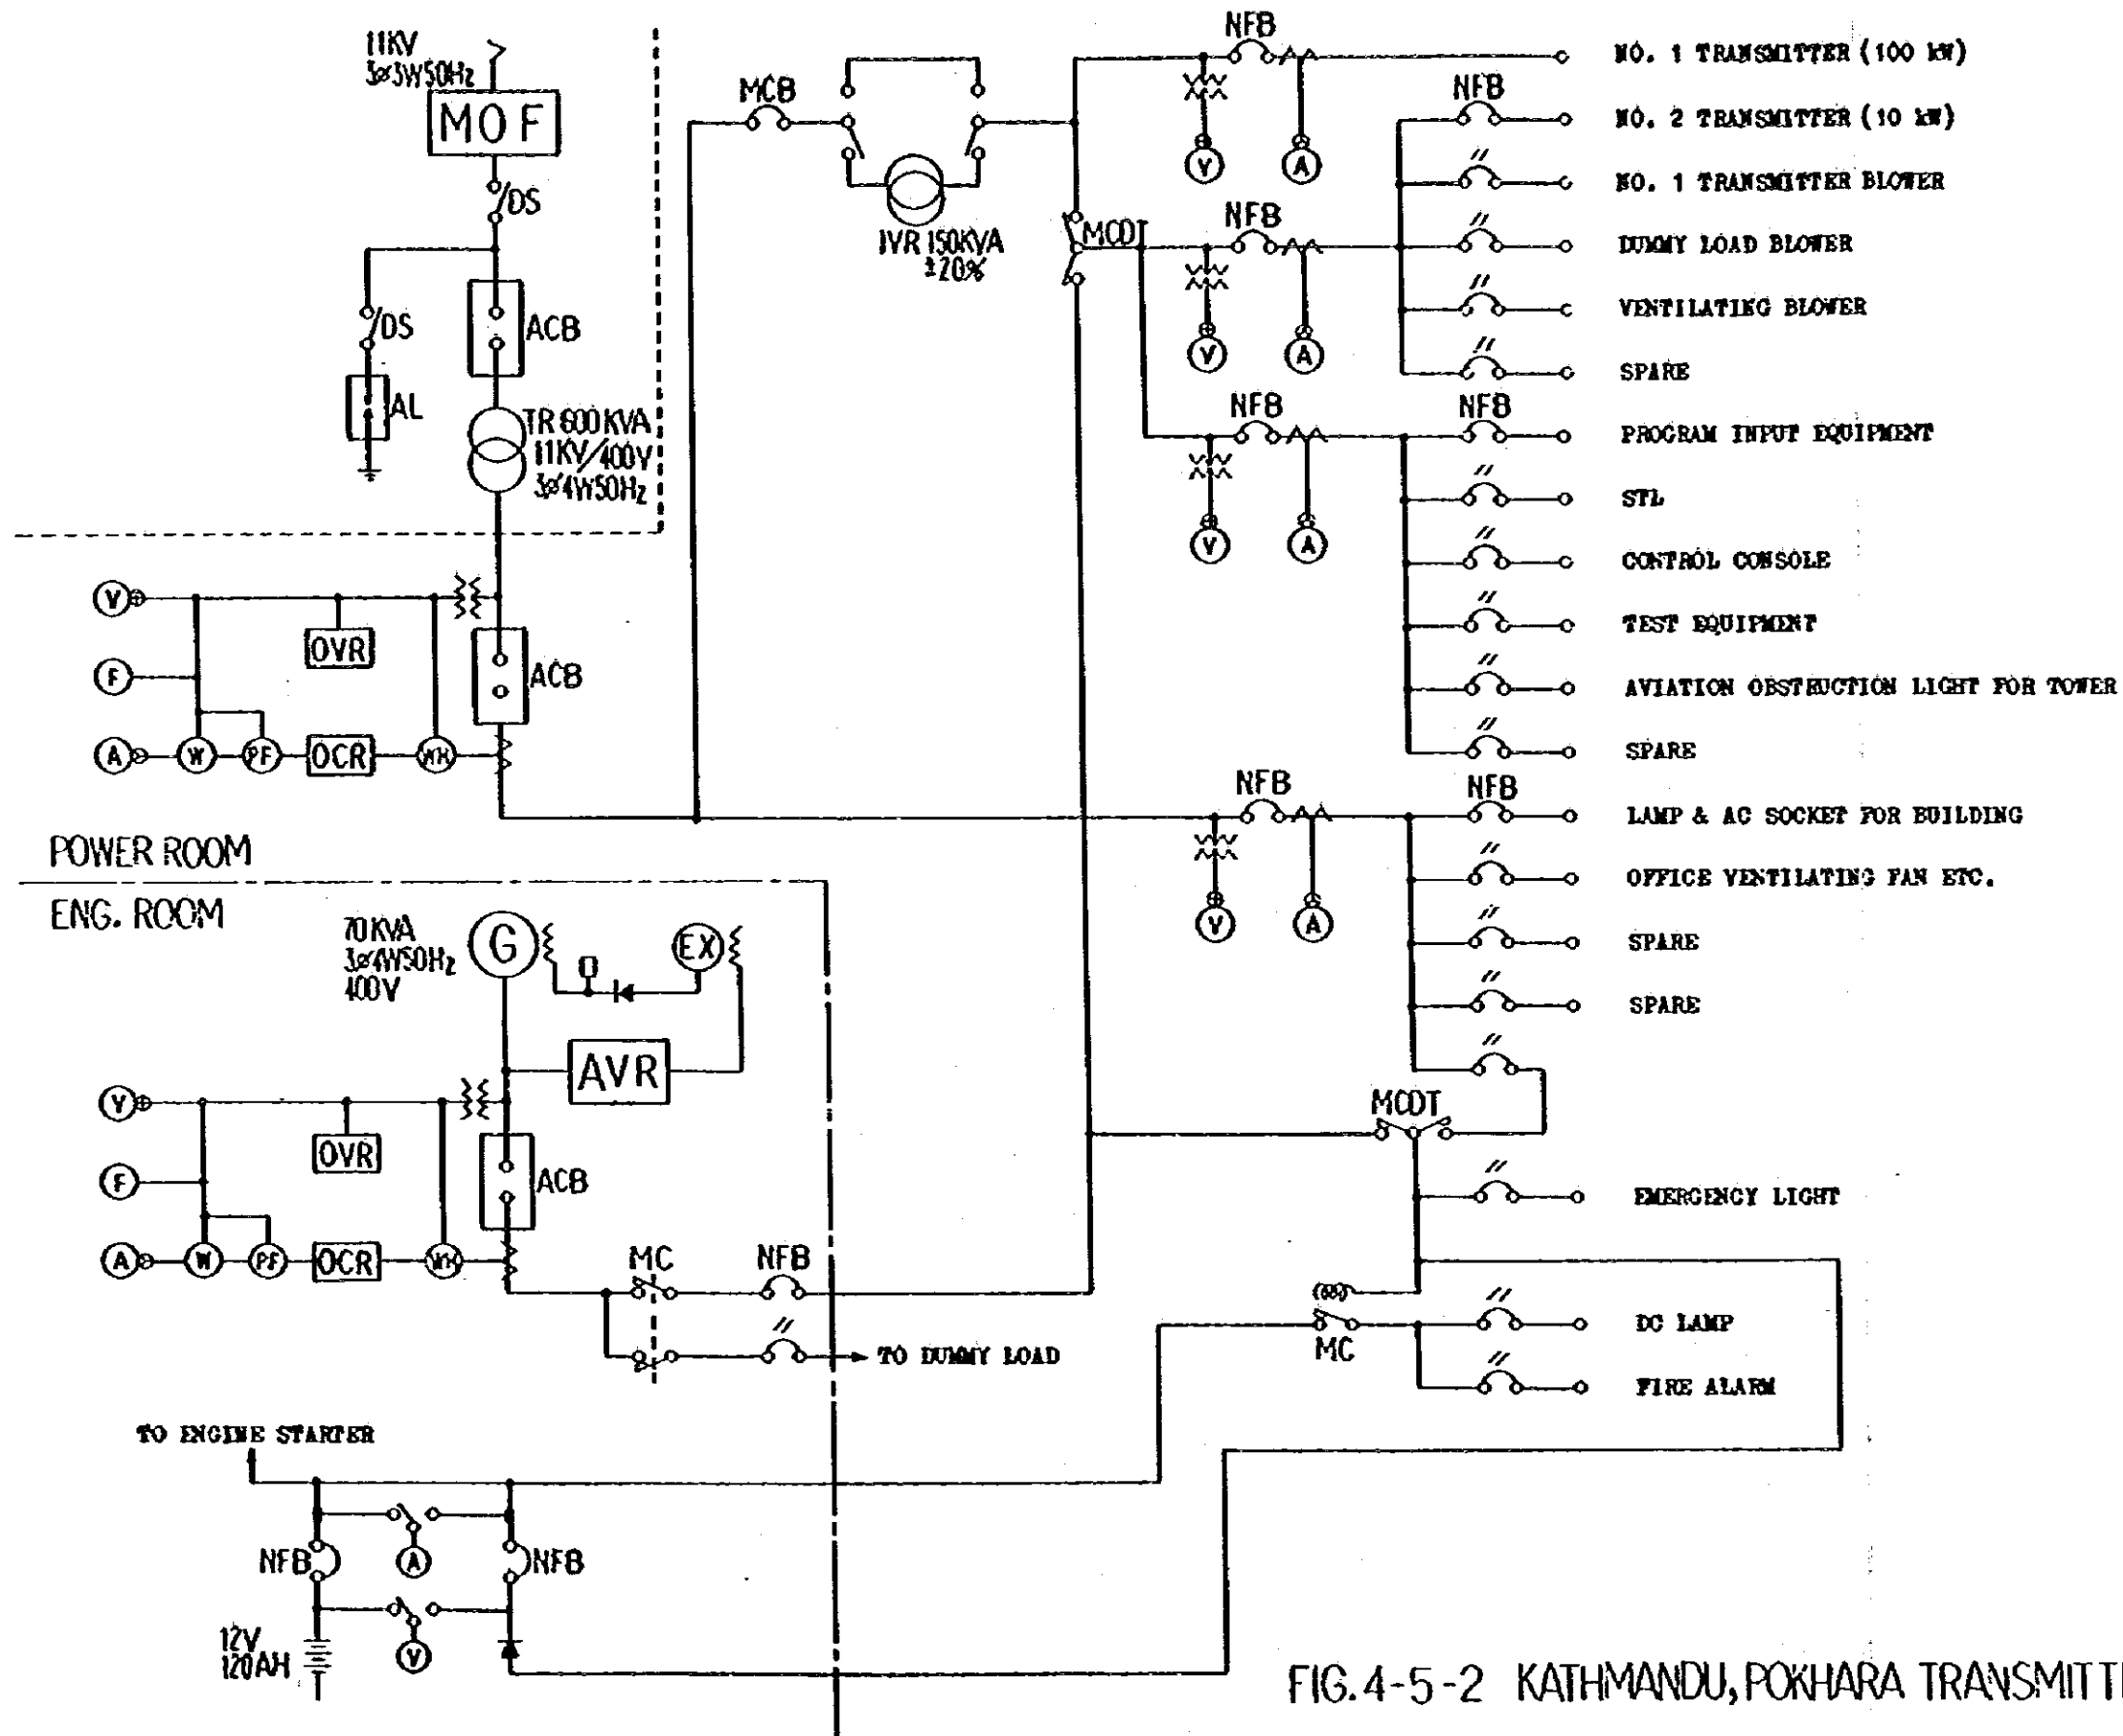 11KV
3ø3W50Hz
MOF
DS
DS
ACB
AL
TR 600KVA
11KV/400V
3ø4W50Hz
V
OVR
F
ACB
A
W
PF
OCR
WH
POWER ROOM
ENG. ROOM
70KVA
3ø4W50Hz
400V
G
EX
AVR
V
OVR
F
ACB
A
W
PF
OCR
WH
MC
NFB
〃
TO DUMMY LOAD
TO ENGINE STARTER
NFB
A
NFB
12V
120AH
V
MCB
IVR 150KVA
±20%
MCDT
NFB
V
A
NO. 1 TRANSMITTER (100 kW)
NFB
NO. 2 TRANSMITTER (10 kW)
〃
NO. 1 TRANSMITTER BLOWER
NFB
V
A
〃
DUMMY LOAD BLOWER
〃
VENTILATING BLOWER
〃
SPARE
NFB
V
A
NFB
PROGRAM INPUT EQUIPMENT
〃
STL
〃
CONTROL CONSOLE
〃
TEST EQUIPMENT
〃
AVIATION OBSTRUCTION LIGHT FOR TOWER
〃
SPARE
NFB
V
A
NFB
LAMP & AC SOCKET FOR BUILDING
〃
OFFICE VENTILATING FAN ETC.
〃
SPARE
〃
SPARE
〃
MCDT
〃
EMERGENCY LIGHT
MC
〃
DC LAMP
〃
FIRE ALARM
FIG.4-5-2 KATHMANDU, POKHARA TRANSMITT